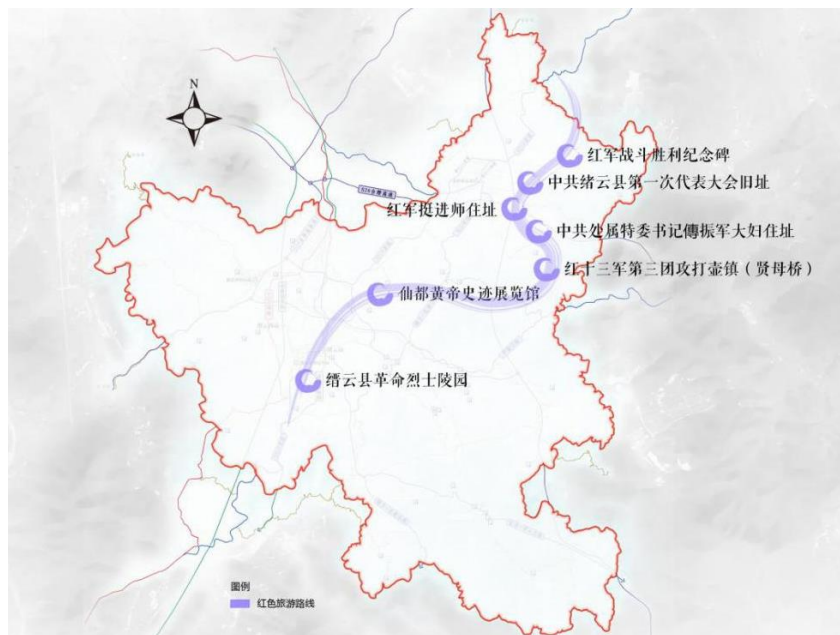 N
红军战斗胜利纪念碑
中共绪云县第一次代表大会旧址
红军挺进师住址
中共处属特委书记傅振军大妇住址
红十三军第三团攻打壶镇（贤母桥）
仙都黄帝史迹展览馆
缙云县革命烈士陵园
图例
红色旅游路线